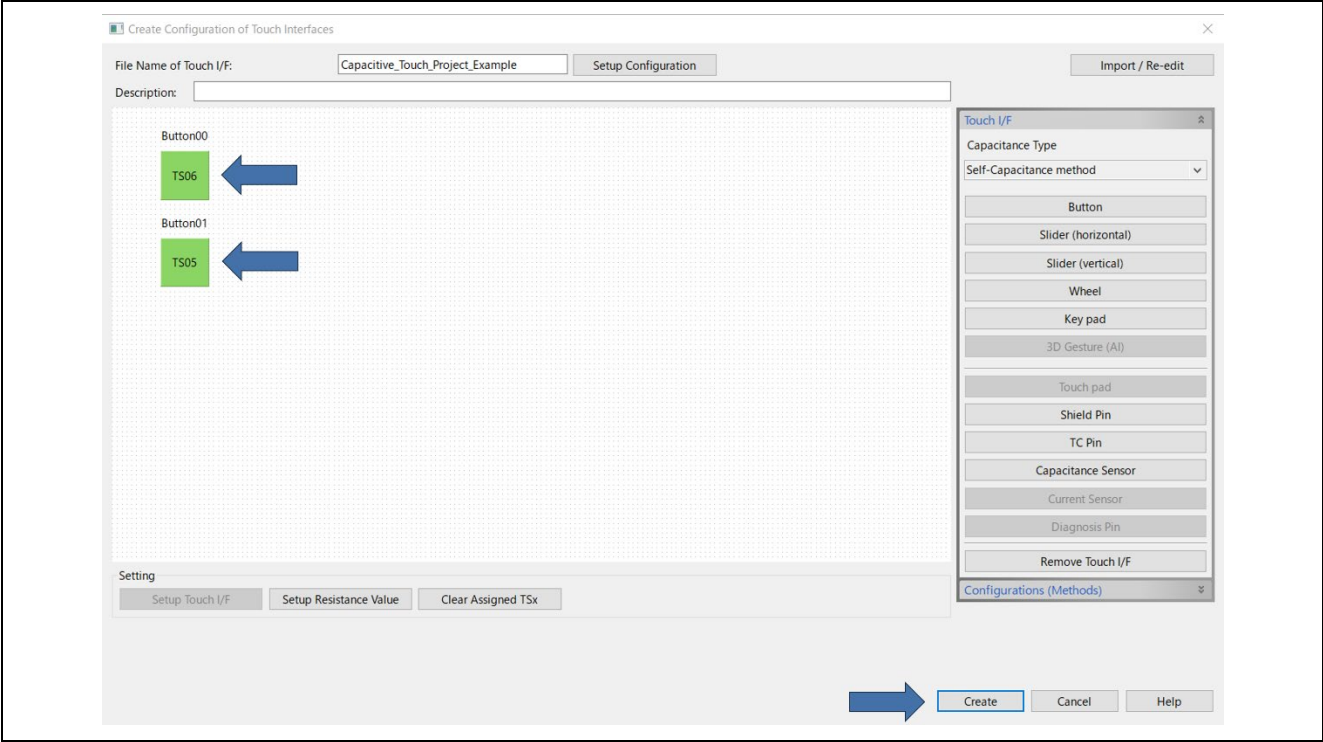 Create Configuration of Touch Interfaces
File Name of Touch I/F: Capacitive_Touch_Project_Example Setup Configuration Import / Re-edit
Description:
Button00
TS06
Button01
TS05
Touch I/F
Capacitance Type
Self-Capacitance method
Button
Slider (horizontal)
Slider (vertical)
Wheel
Key pad
3D Gesture (AI)
Touch pad
Shield Pin
TC Pin
Capacitance Sensor
Current Sensor
Diagnosis Pin
Remove Touch I/F
Configurations (Methods)
Setting
Setup Touch I/F Setup Resistance Value Clear Assigned TSx
Create Cancel Help